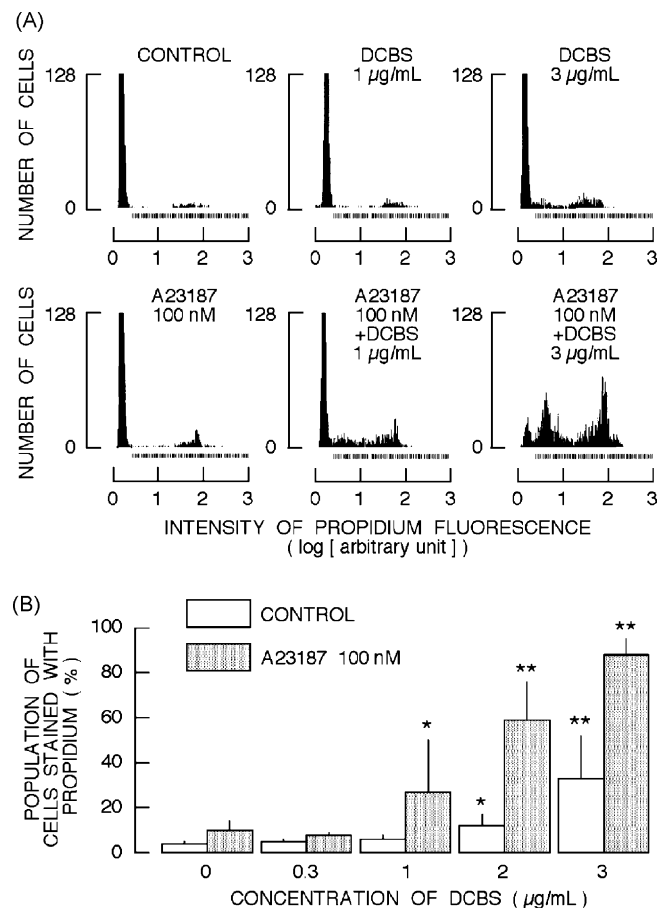 (A)
CONTROL
DCBS
1 µg/mL
DCBS
3 µg/mL
NUMBER OF CELLS
128
0
128
0
128
0
0 1 2 3
0 1 2 3
0 1 2 3
A23187
100 nM
A23187
100 nM
+DCBS
1 µg/mL
A23187
100 nM
+DCBS
3 µg/mL
NUMBER OF CELLS
128
0
128
0
128
0
0 1 2 3
0 1 2 3
0 1 2 3
INTENSITY OF PROPIDIUM FLUORESCENCE
( log [ arbitrary unit ] )
(B)
CONTROL
A23187 100 nM
POPULATION OF
CELLS STAINED WITH
PROPIDIUM ( % )
100
80
60
40
20
0
*
*
**
**
**
0 0.3 1 2 3
CONCENTRATION OF DCBS ( µg/mL )